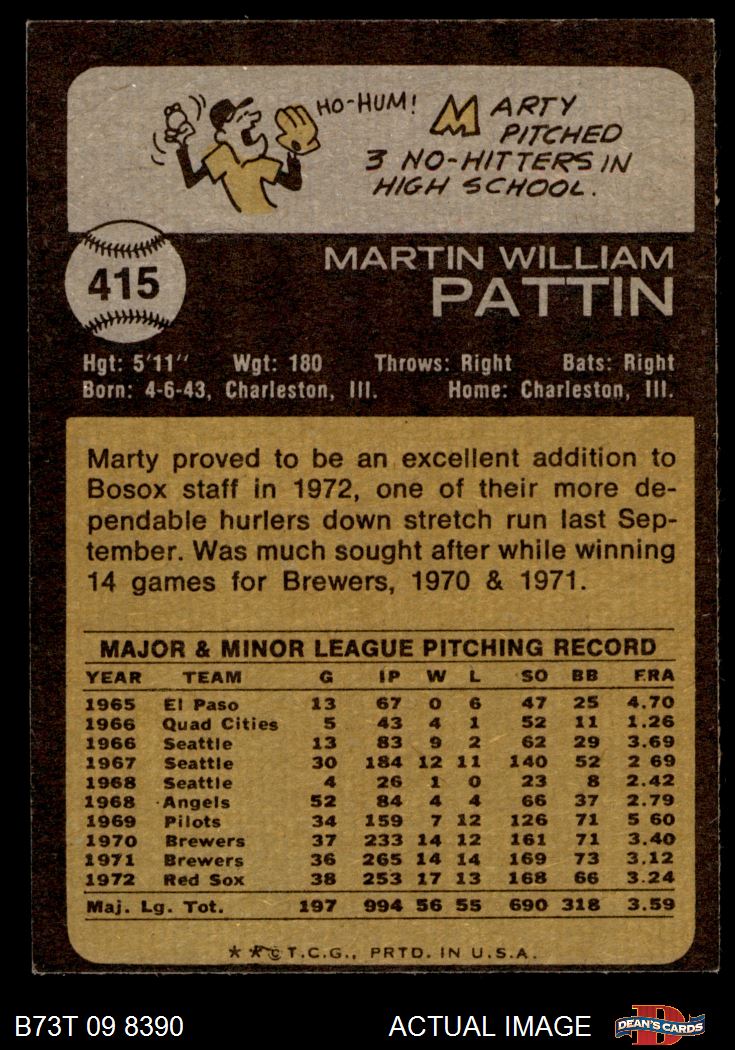 HO-HUM! MARTY
PITCHED
3 NO-HITTERS IN
HIGH SCHOOL.
415
MARTIN WILLIAM
PATTIN
Hgt: 5'11" Wgt: 180 Throws: Right Bats: Right
Born: 4-6-43, Charleston, Ill. Home: Charleston, Ill.
Marty proved to be an excellent addition to
Bosox staff in 1972, one of their more de-
pendable hurlers down stretch run last Sep-
tember. Was much sought after while winning
14 games for Brewers, 1970 & 1971.
MAJOR & MINOR LEAGUE PITCHING RECORD
YEAR TEAM G IP W L SO BB ERA
1965 El Paso 13 67 0 6 47 25 4.70
1966 Quad Cities 5 43 4 1 52 11 1.26
1966 Seattle 13 83 9 2 62 29 3.69
1967 Seattle 30 184 12 11 140 52 2 69
1968 Seattle 4 26 1 0 23 8 2.42
1968 Angels 52 84 4 4 66 37 2.79
1969 Pilots 34 159 7 12 126 71 5 60
1970 Brewers 37 233 14 12 161 71 3.40
1971 Brewers 36 265 14 14 169 73 3.12
1972 Red Sox 38 253 17 13 168 66 3.24
Maj. Lg. Tot. 197 994 56 55 690 318 3.59
★ ★ © T.C.G., PRTD. IN U.S.A.
B73T 09 8390 ACTUAL IMAGE D DEAN'S CARDS